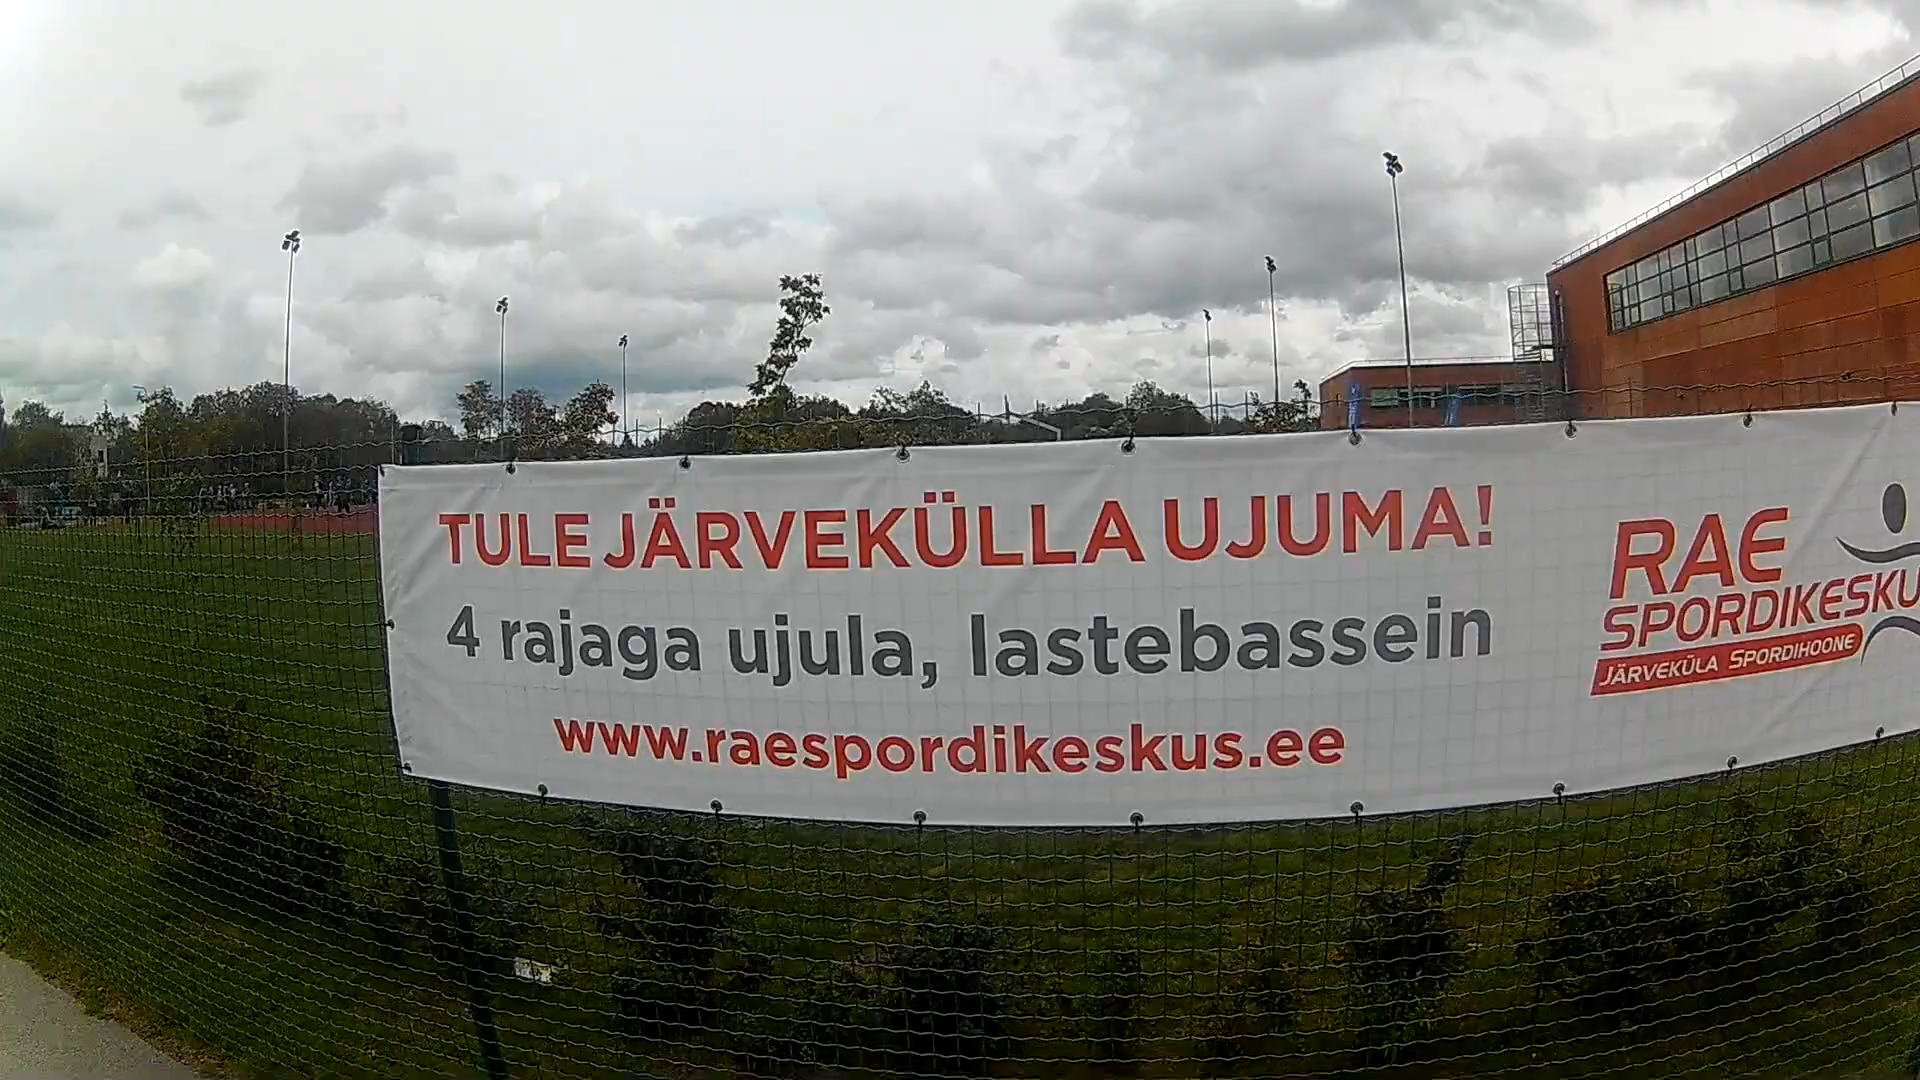 TULE JÄRVEKÜLLA UJUMA!
4 rajaga ujula, lastebassein
www.raespordikeskus.ee
RAE
SPORDIKESKU
JÄRVEKÜLA SPORDIHOONE